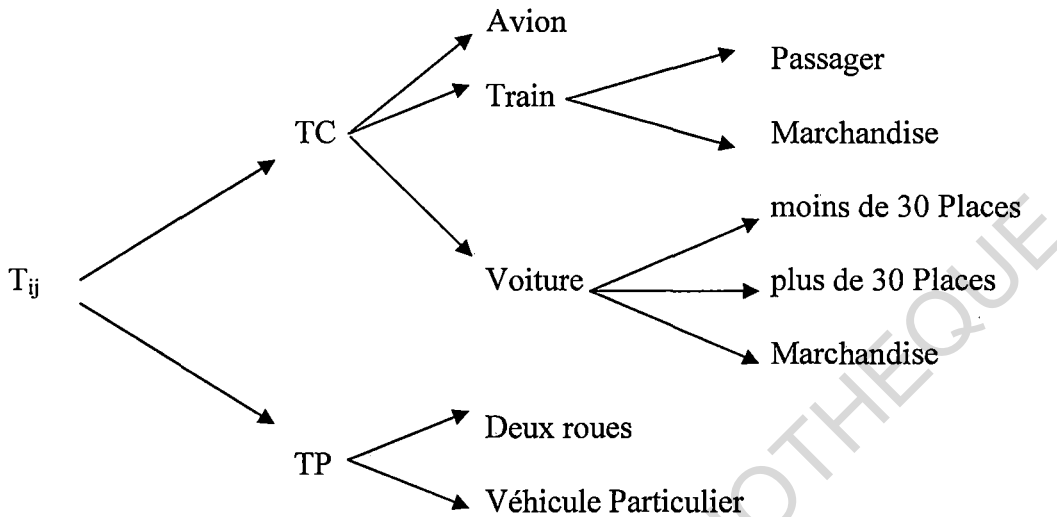 Avion
Passager
Train
TC
Marchandise
moins de 30 Places
T_ij
Voiture
plus de 30 Places
Marchandise
Deux roues
TP
Véhicule Particulier